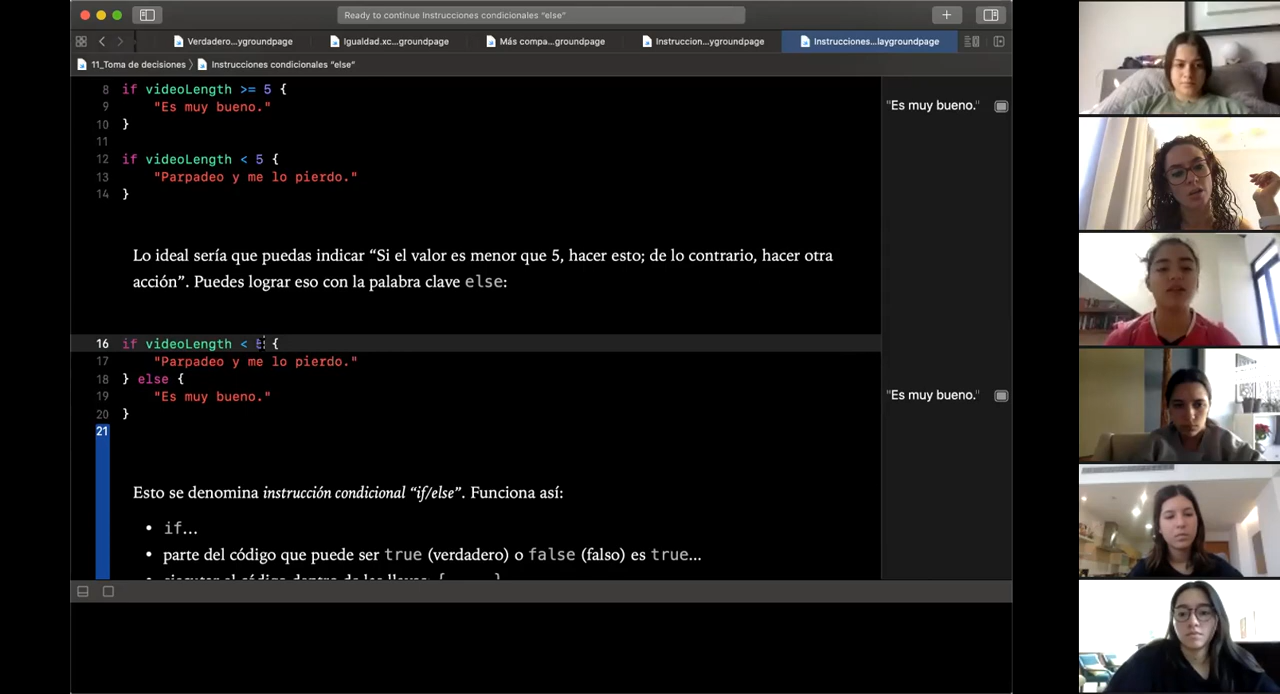 Ready to continue Instrucciones condicionales "else"
Verdadero...ygroundpage
Igualdad.xc...groundpage
Más compa...groundpage
Instruccion...ygroundpage
Instrucciones...laygroundpage
11_Toma de decisiones
Instrucciones condicionales "else"
8 if videoLength >= 5 {
9 "Es muy bueno."
10 }
11
12 if videoLength < 5 {
13 "Parpadeo y me lo pierdo."
14 }
"Es muy bueno."
Lo ideal sería que puedas indicar “Si el valor es menor que 5, hacer esto; de lo contrario, hacer otra
acción”. Puedes lograr eso con la palabra clave else:
16 if videoLength < 5 {
17 "Parpadeo y me lo pierdo."
18 } else {
19 "Es muy bueno."
20 }
21
"Es muy bueno."
Esto se denomina instrucción condicional “if/else”. Funciona así:
• if...
• parte del código que puede ser true (verdadero) o false (falso) es true...